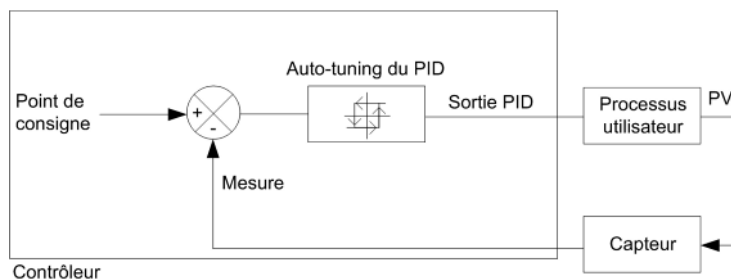 Auto-tuning du PID
Point de
consigne
+
-
Sortie PID
Processus
utilisateur
PV
Mesure
Capteur
Contrôleur